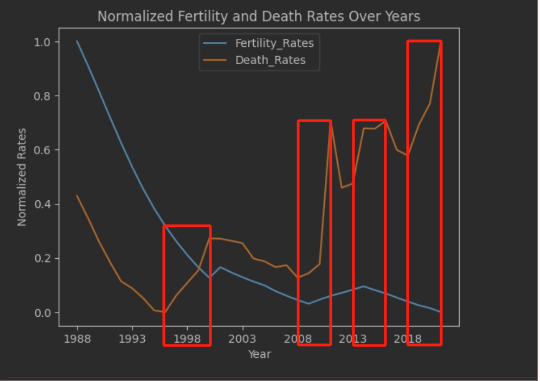 Normalized Fertility and Death Rates Over Years
Fertility_Rates
Death_Rates
Normalized Rates
1.0
0.8
0.6
0.4
0.2
0.0
1988 1993 1998 2003 2008 2013 2018
Year